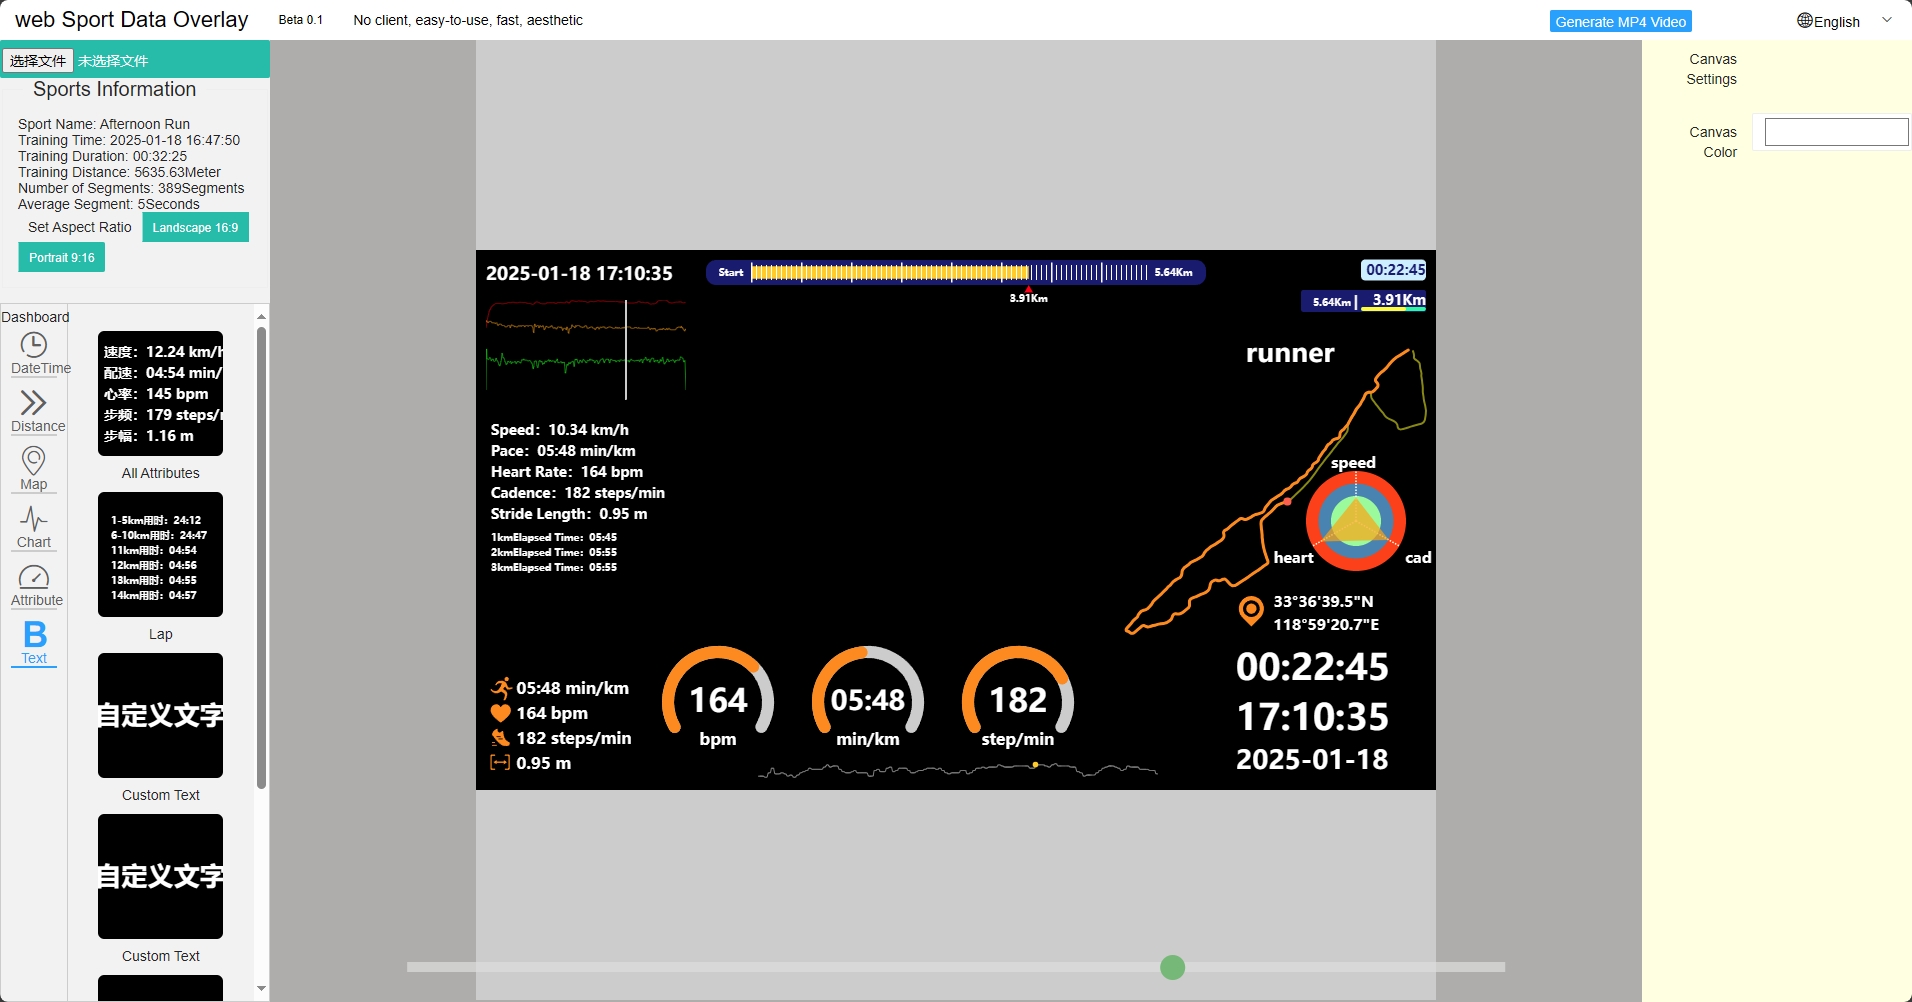 web Sport Data Overlay
Beta 0.1
No client, easy-to-use, fast, aesthetic
Generate MP4 Video
English
选择文件 未选择文件
Sports Information
Sport Name: Afternoon Run
Training Time: 2025-01-18 16:47:50
Training Duration: 00:32:25
Training Distance: 5635.63Meter
Number of Segments: 389Segments
Average Segment: 5Seconds
Set Aspect Ratio
Landscape 16:9
Portrait 9:16
Dashboard
DateTime
Distance
Map
Chart
Attribute
B
Text
速度：12.24 km/h
配速：04:54 min/
心率：145 bpm
步频：179 steps/
步幅：1.16 m
All Attributes
1-5km用时：24:12
6-10km用时：24:47
11km用时：04:54
12km用时：04:56
13km用时：04:55
14km用时：04:57
Lap
自定义文字
Custom Text
自定义文字
Custom Text
2025-01-18 17:10:35
Start
5.64Km
3.91Km
00:22:45
5.64Km
3.91Km
runner
Speed：10.34 km/h
Pace：05:48 min/km
Heart Rate：164 bpm
Cadence：182 steps/min
Stride Length：0.95 m
1kmElapsed Time：05:45
2kmElapsed Time：05:55
3kmElapsed Time：05:55
speed
heart
cad
33°36'39.5"N
118°59'20.7"E
05:48 min/km
164 bpm
182 steps/min
0.95 m
164
bpm
05:48
min/km
182
step/min
00:22:45
17:10:35
2025-01-18
Canvas
Settings
Canvas
Color